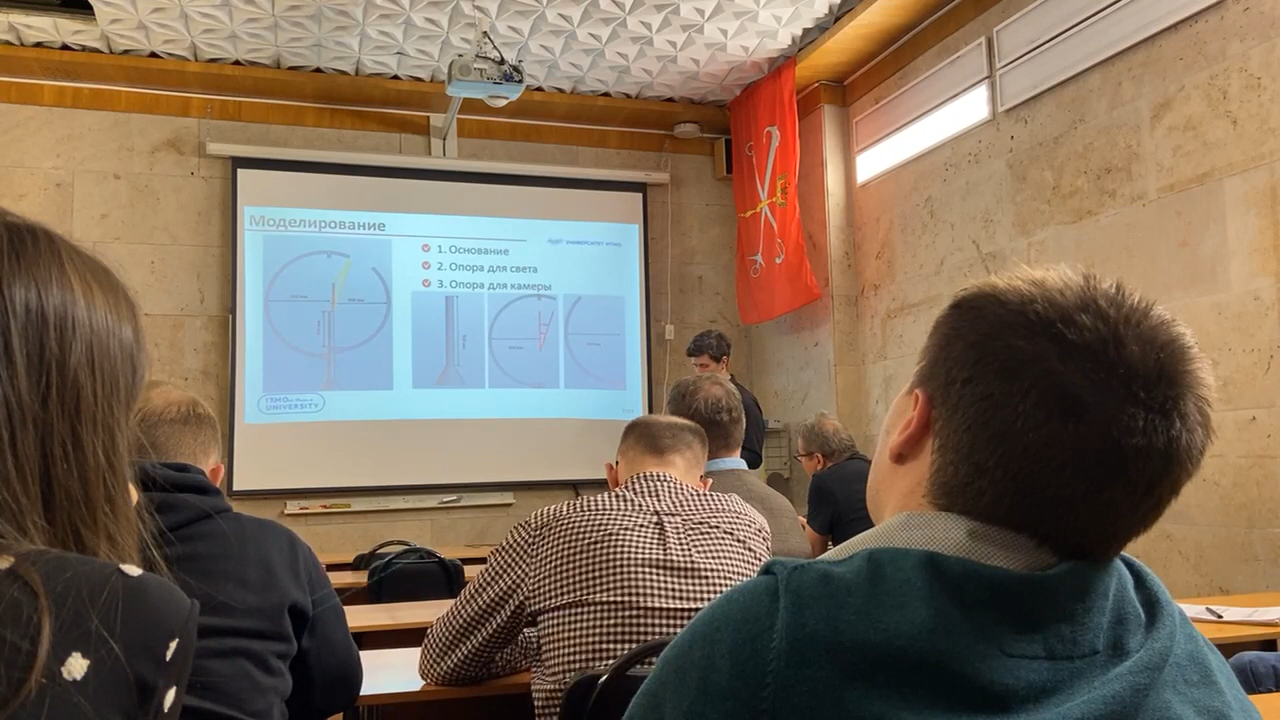 Моделирование
УНИВЕРСИТЕТ ИТМО
1. Основание
2. Опора для света
3. Опора для камеры
ITMO
UNIVERSITY